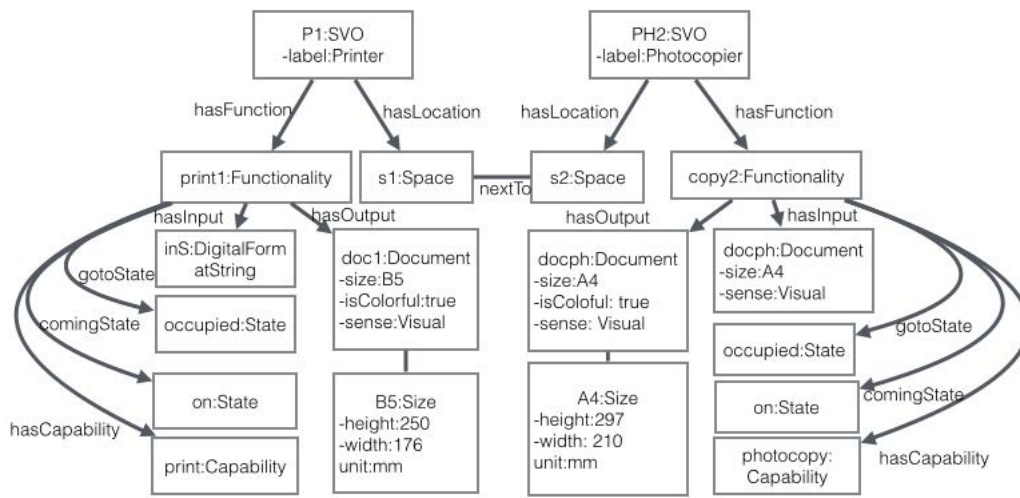 P1:SVO
-label:Printer
PH2:SVO
-label:Photocopier
hasFunction
hasLocation
hasLocation
hasFunction
print1:Functionality
s1:Space
nextTo
s2:Space
copy2:Functionality
hasInput
hasOutput
hasOutput
hasInput
inS:DigitalForm
atString
doc1:Document
-size:B5
-isColorful:true
-sense:Visual
docph:Document
-size:A4
-isColoful: true
-sense: Visual
docph:Document
-size:A4
-sense:Visual
gotoState
occupied:State
gotoState
comingState
occupied:State
on:State
B5:Size
-height:250
-width:176
unit:mm
A4:Size
-height:297
-width: 210
unit:mm
on:State
comingState
hasCapability
print:Capability
photocopy:
Capability
hasCapability